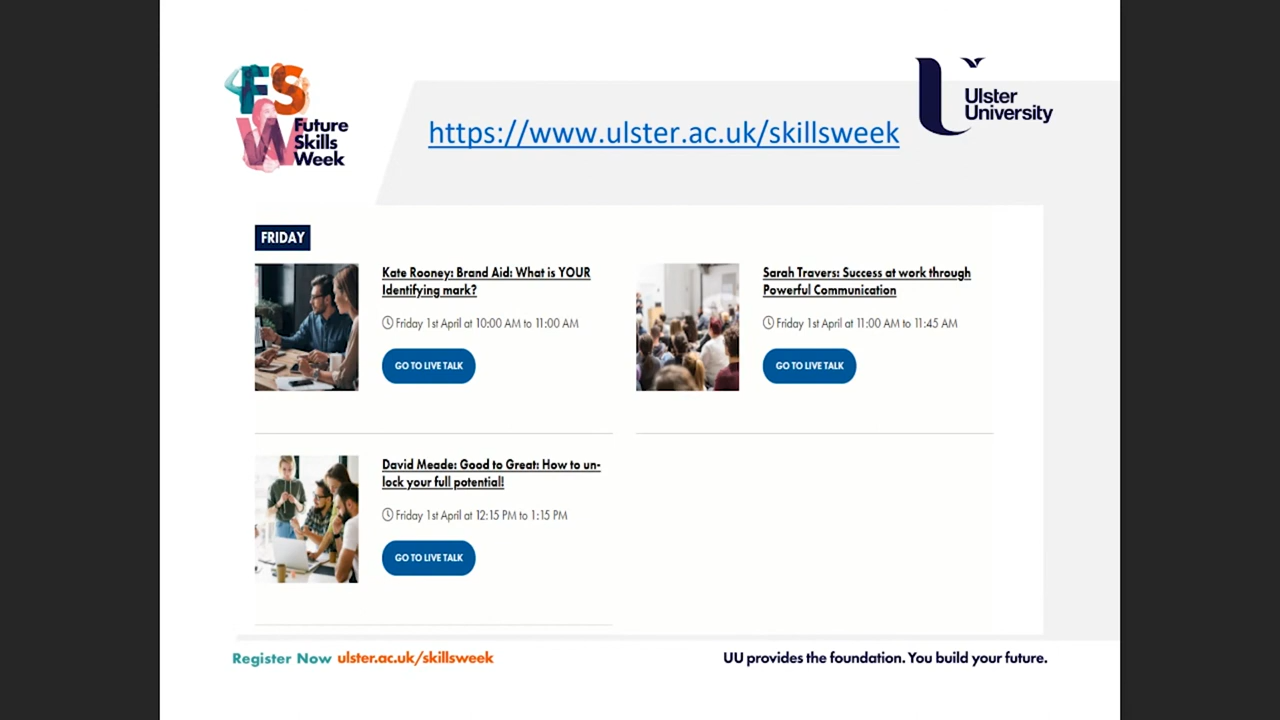 FS
W Future
Skills
Week
https://www.ulster.ac.uk/skillsweek
Ulster
University
FRIDAY
Kate Rooney: Brand Aid: What is YOUR
Identifying mark?
Friday 1st April at 10:00 AM to 11:00 AM
GO TO LIVE TALK
Sarah Travers: Success at work through
Powerful Communication
Friday 1st April at 11:00 AM to 11:45 AM
GO TO LIVE TALK
David Meade: Good to Great: How to un-
lock your full potential!
Friday 1st April at 12:15 PM to 1:15 PM
GO TO LIVE TALK
Register Now ulster.ac.uk/skillsweek
UU provides the foundation. You build your future.